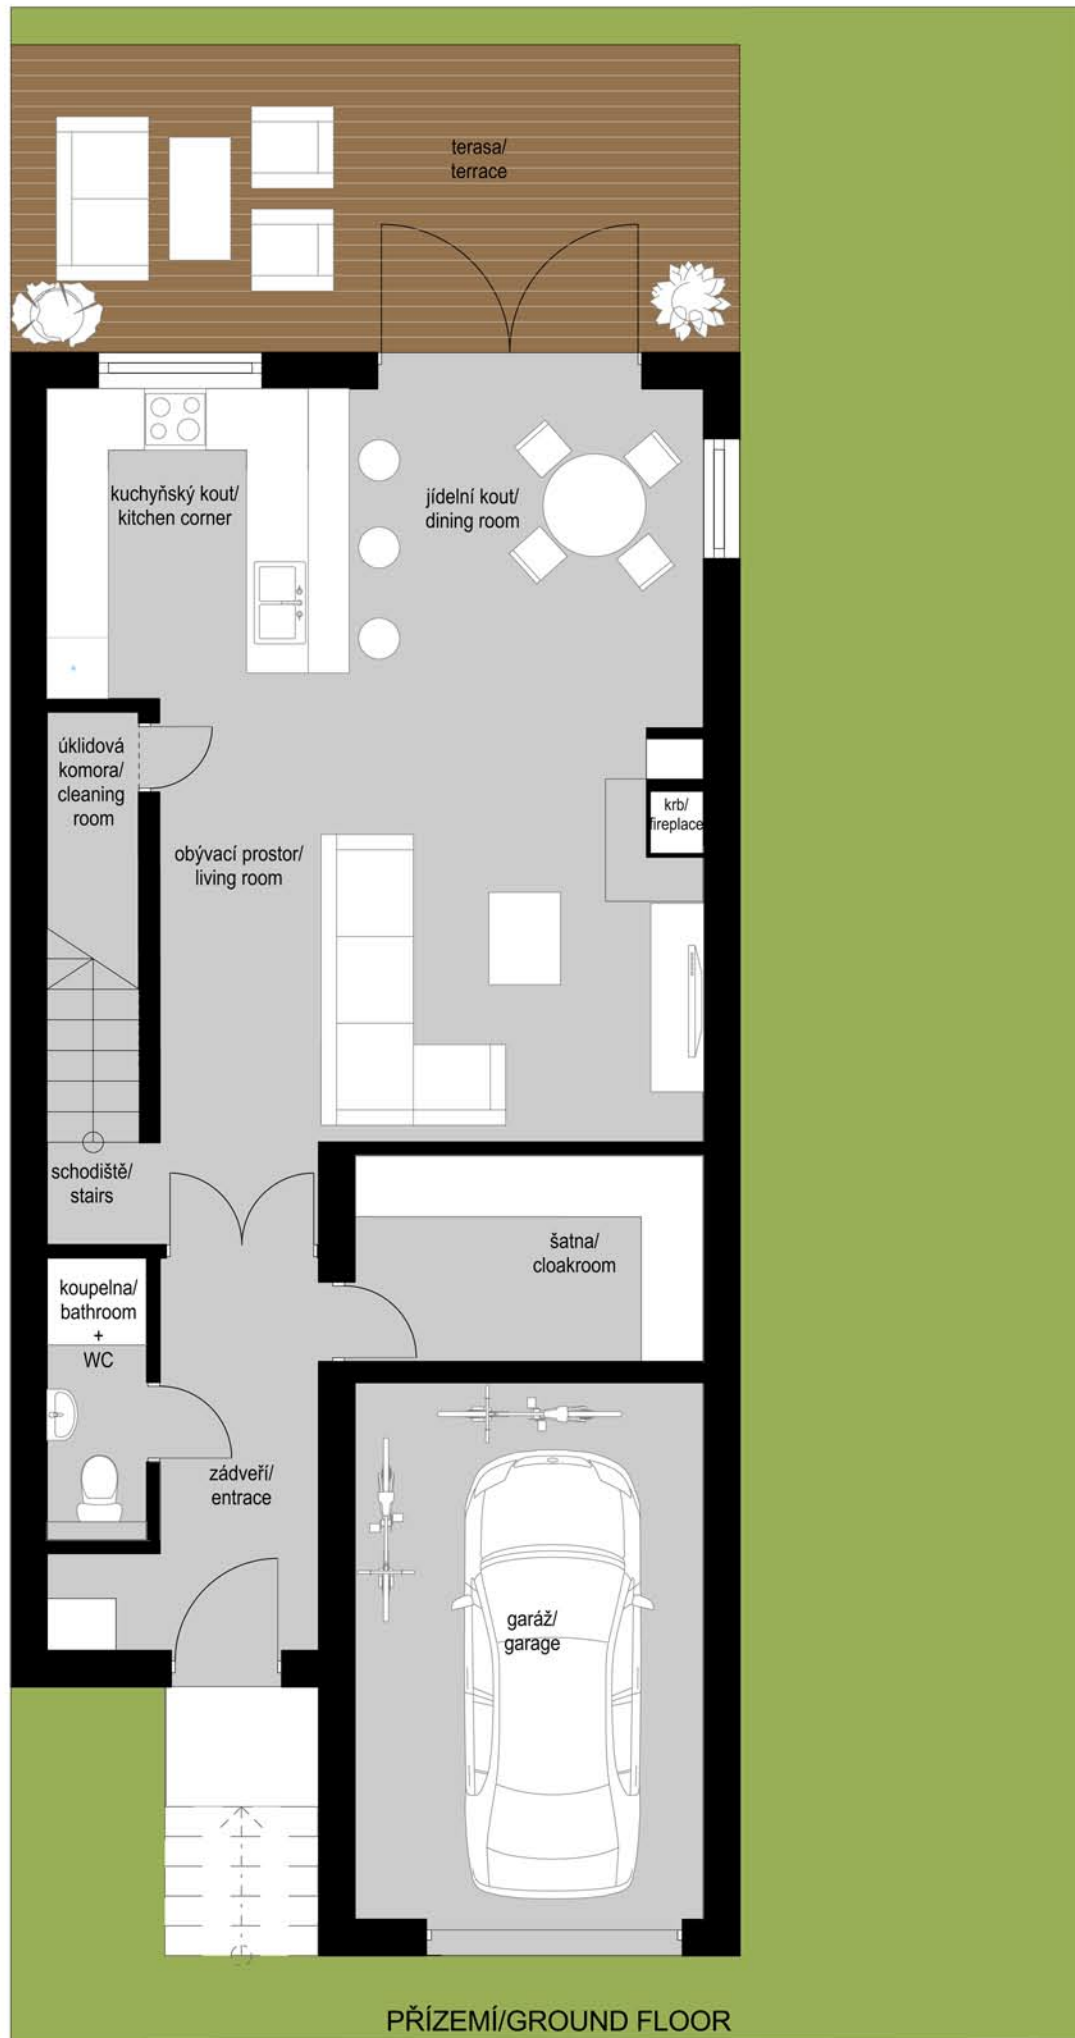 terasa/
terrace
kuchyňský kout/
kitchen corner
jídelní kout/
dining room
úklidová
komora/
cleaning
room
krb/
fireplace
obývací prostor/
living room
schodiště/
stairs
šatna/
cloakroom
koupelna/
bathroom
+
WC
zádveří/
entrace
garáž/
garage
PŘÍZEMÍ/GROUND FLOOR